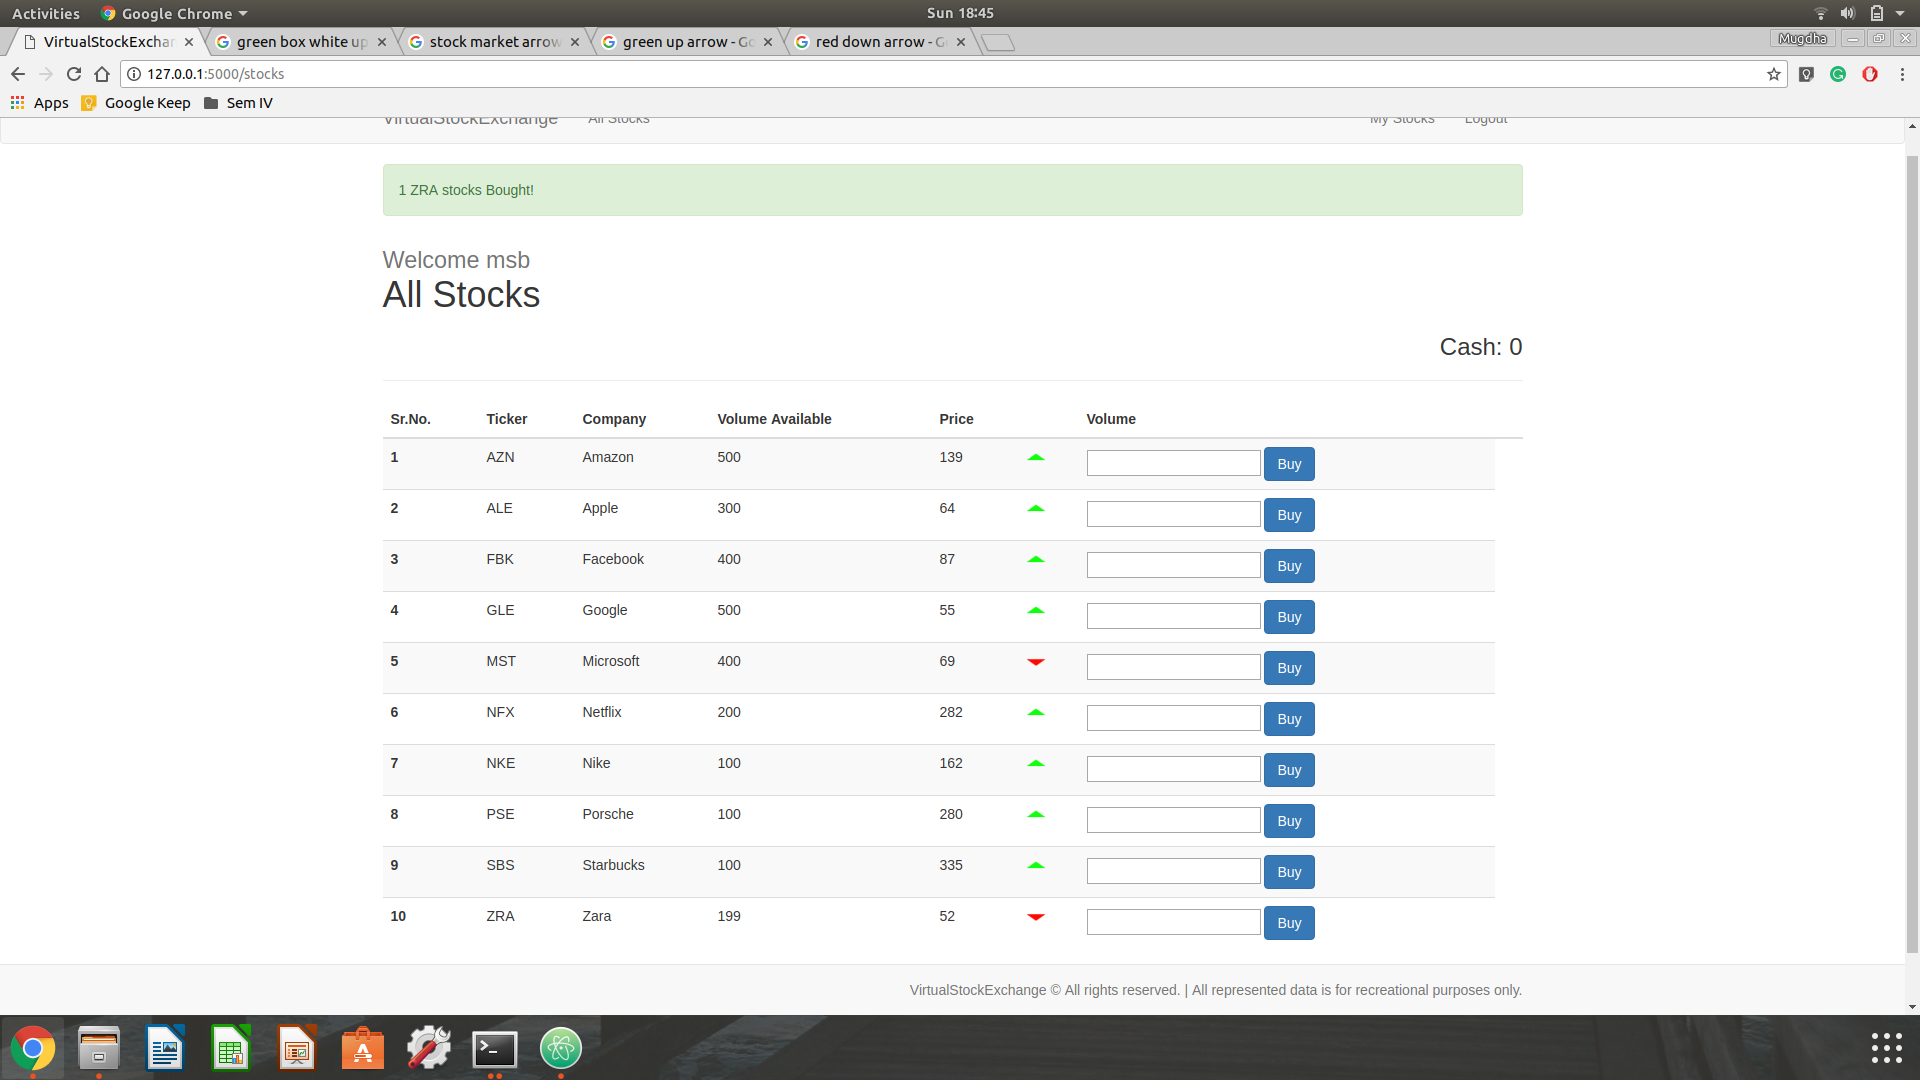 Activities Google Chrome Sun 18:45
VirtualStockExchan green box white up stock market arrow green up arrow - Go red down arrow - G Mugdha
127.0.0.1:5000/stocks
Apps Google Keep Sem IV
VirtualStockExchange All Stocks My Stocks Logout
1 ZRA stocks Bought!
Welcome msb
All Stocks
Cash: 0
Sr.No. Ticker Company Volume Available Price Volume
1 AZN Amazon 500 139 Buy
2 ALE Apple 300 64 Buy
3 FBK Facebook 400 87 Buy
4 GLE Google 500 55 Buy
5 MST Microsoft 400 69 Buy
6 NFX Netflix 200 282 Buy
7 NKE Nike 100 162 Buy
8 PSE Porsche 100 280 Buy
9 SBS Starbucks 100 335 Buy
10 ZRA Zara 199 52 Buy
VirtualStockExchange © All rights reserved. | All represented data is for recreational purposes only.